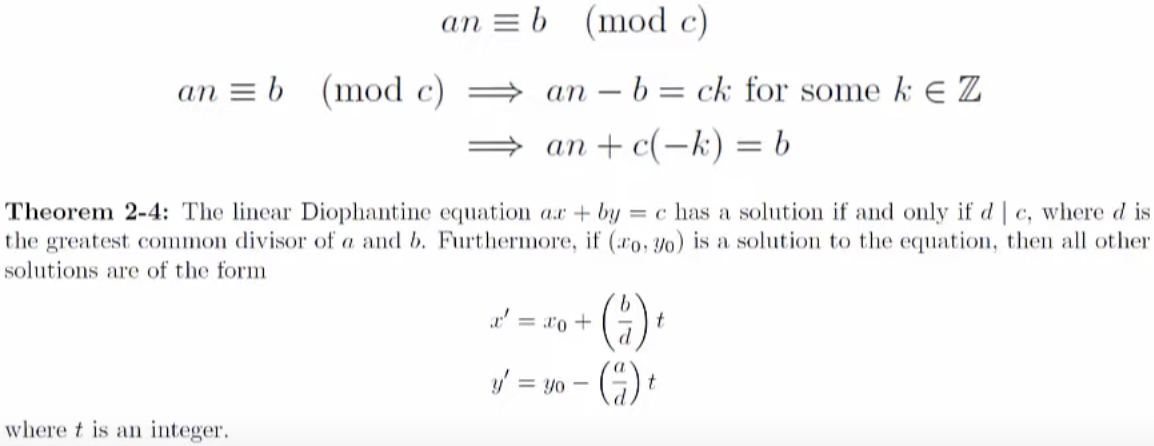 an ≡ b (mod c)
an ≡ b (mod c) ⟹ an − b = ck for some k ∈ ℤ
⟹ an + c(−k) = b
Theorem 2-4: The linear Diophantine equation ax + by = c has a solution if and only if d | c, where d is
the greatest common divisor of a and b. Furthermore, if (x₀, y₀) is a solution to the equation, then all other
solutions are of the form
x′ = x₀ + (b/d) t
y′ = y₀ − (a/d) t
where t is an integer.